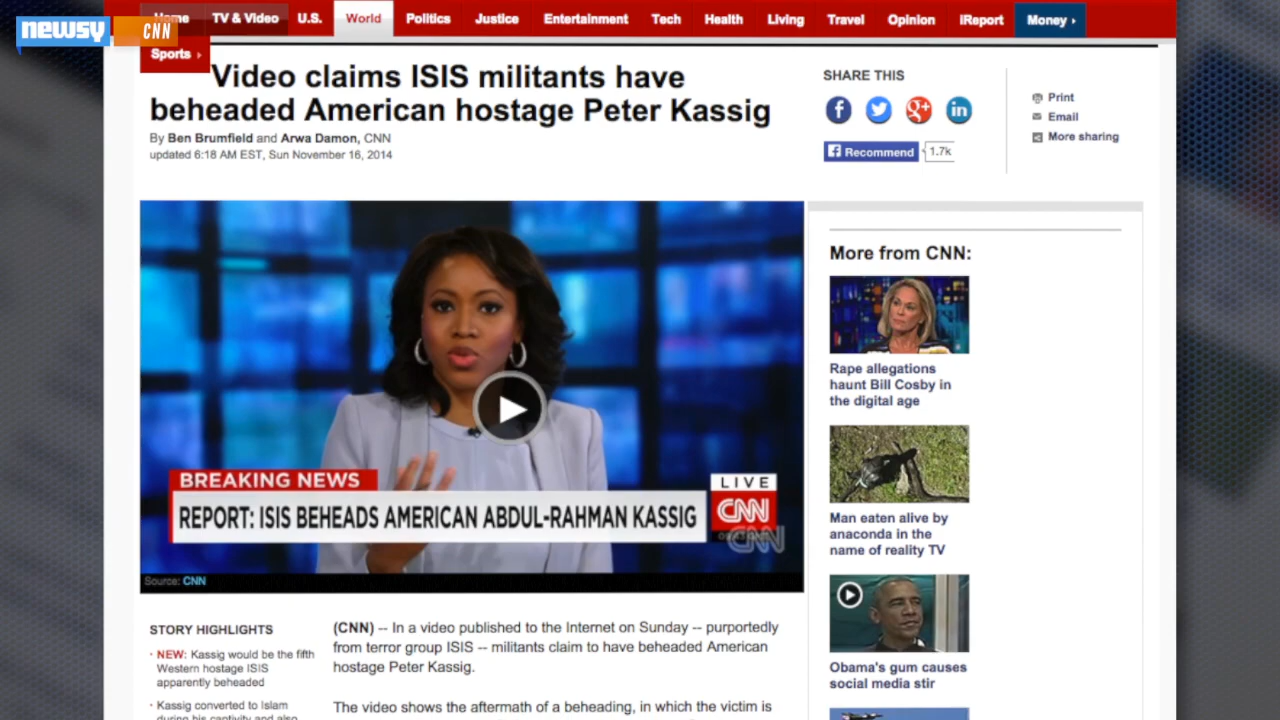 newsy CNN
Home TV & Video U.S. World Politics Justice Entertainment Tech Health Living Travel Opinion iReport Money
Sports
Video claims ISIS militants have
beheaded American hostage Peter Kassig
By Ben Brumfield and Arwa Damon, CNN
updated 6:18 AM EST, Sun November 16, 2014
SHARE THIS
f g+ in
Recommend 1.7k
Print
Email
More sharing
BREAKING NEWS
REPORT: ISIS BEHEADS AMERICAN ABDUL-RAHMAN KASSIG
LIVE
CNN
CNN
Source: CNN
More from CNN:
Rape allegations
haunt Bill Cosby in
the digital age
Man eaten alive by
anaconda in the
name of reality TV
Obama's gum causes
social media stir
STORY HIGHLIGHTS
NEW: Kassig would be the fifth
Western hostage ISIS
apparently beheaded
Kassig converted to Islam
during his captivity and also
(CNN) -- In a video published to the Internet on Sunday -- purportedly
from terror group ISIS -- militants claim to have beheaded American
hostage Peter Kassig.
The video shows the aftermath of a beheading, in which the victim is